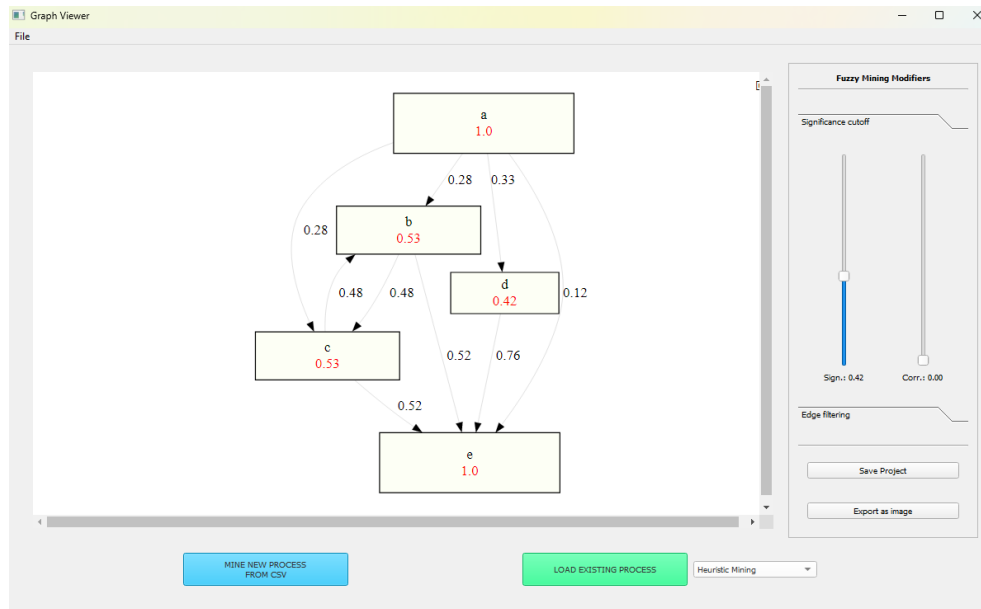 Graph Viewer
File
a
1.0
0.28
0.33
b
0.53
0.28
d
0.42
0.48
0.48
0.12
c
0.53
0.52
0.76
0.52
e
1.0
Fuzzy Mining Modifiers
Significance cutoff
Sign.: 0.42
Corr.: 0.00
Edge filtering
Save Project
Export as image
MINE NEW PROCESS
FROM CSV
LOAD EXISTING PROCESS
Heuristic Mining